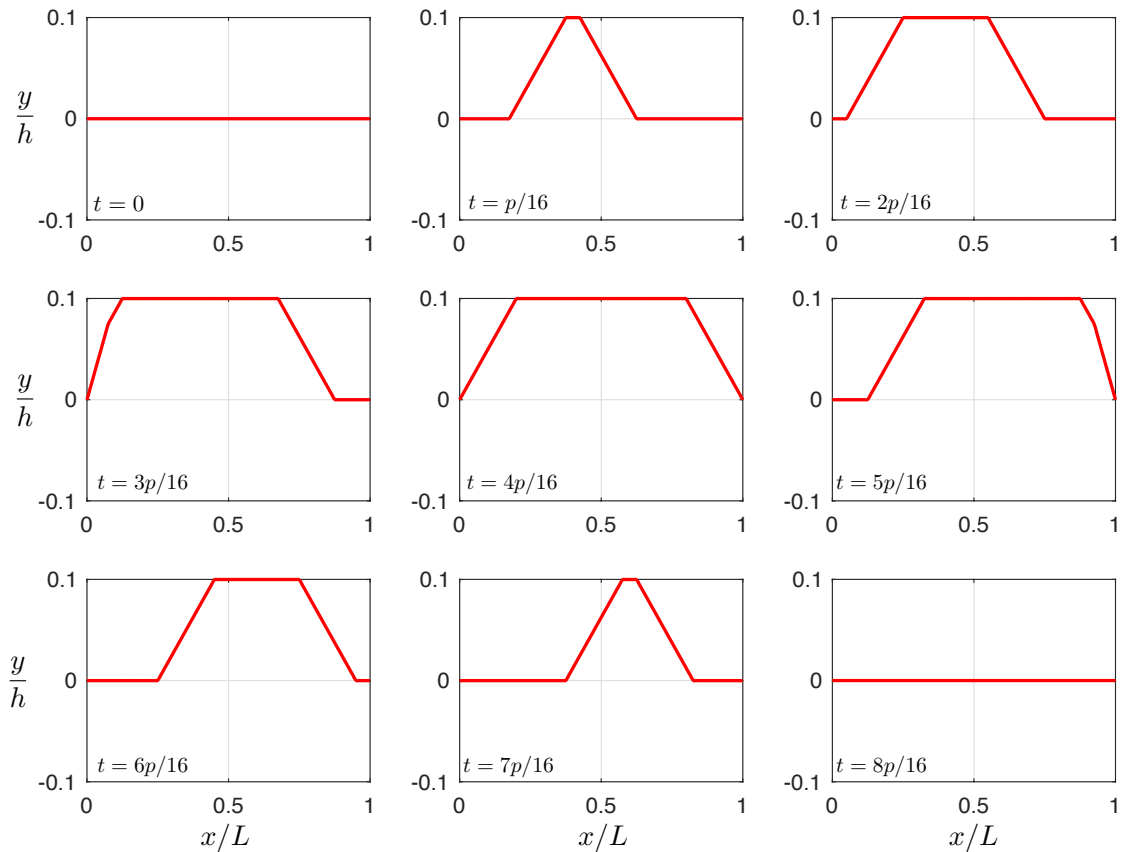 0.1
y/h
0
t = 0
-0.1
0 0.5 1
0.1
0
t = p/16
-0.1
0 0.5 1
0.1
0
t = 2p/16
-0.1
0 0.5 1
0.1
y/h
0
t = 3p/16
-0.1
0 0.5 1
0.1
0
t = 4p/16
-0.1
0 0.5 1
0.1
0
t = 5p/16
-0.1
0 0.5 1
0.1
y/h
0
t = 6p/16
-0.1
0 0.5 1
x/L
0.1
0
t = 7p/16
-0.1
0 0.5 1
x/L
0.1
0
t = 8p/16
-0.1
0 0.5 1
x/L